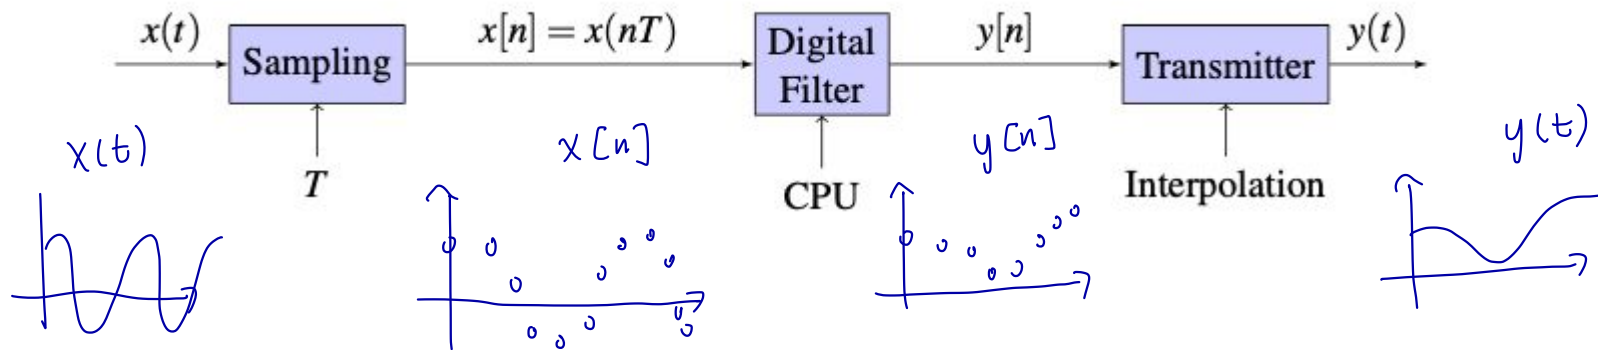 x(t)
Sampling
x[n] = x(nT)
Digital
Filter
y[n]
Transmitter
y(t)
T
CPU
Interpolation
x(t)
x[n]
y[n]
y(t)